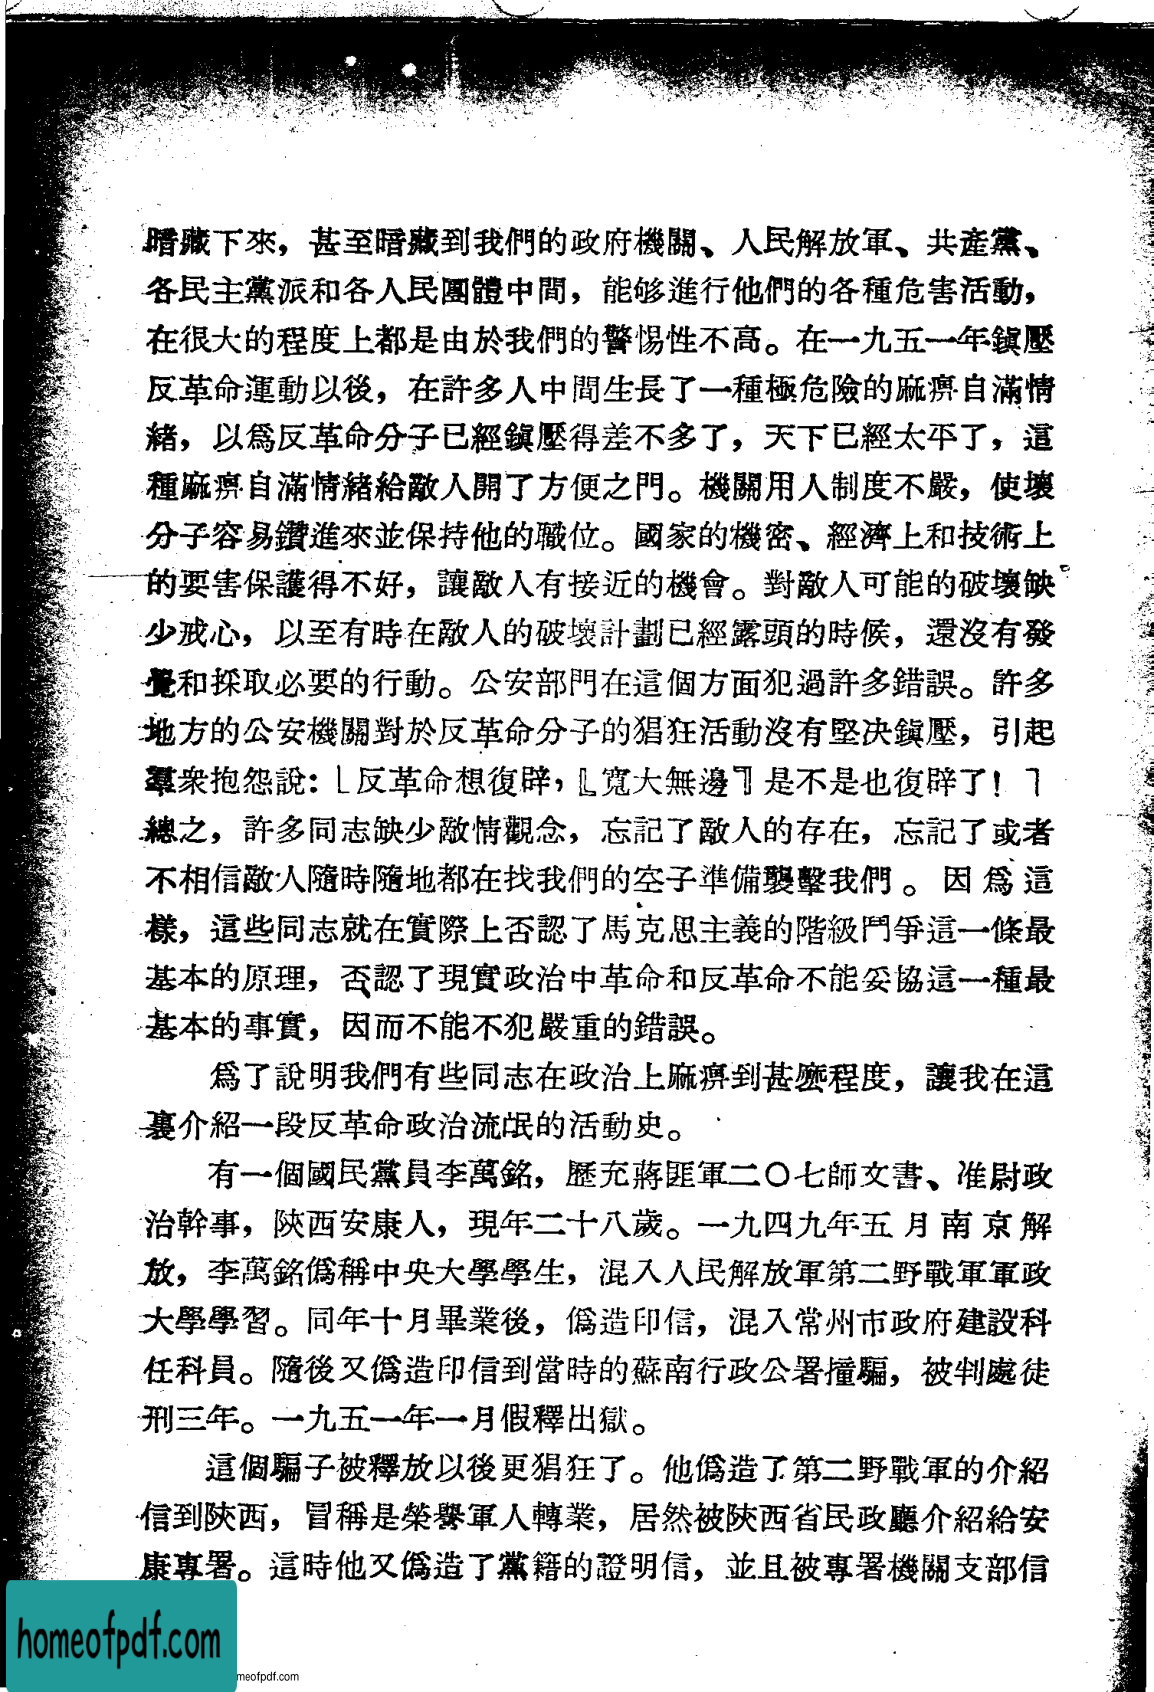 暗藏下來，甚至暗藏到我們的政府機關、人民解放軍、共產黨、
各民主黨派和各人民團體中間，能够進行他們的各種危害活動，
在很大的程度上都是由於我們的警惕性不高。在一九五一年鎮壓
反革命運動以後，在許多人中間生長了一種極危險的麻痹自滿情
緒，以爲反革命分子已經鎮壓得差不多了，天下已經太平了，這
種麻痹自滿情緒給敵人開了方便之門。機關用人制度不嚴，使壞
分子容易鑽進來並保持他的職位。國家的機密、經濟上和技術上
的要害保護得不好，讓敵人有接近的機會。對敵人可能的破壞缺
少戒心，以至有時在敵人的破壞計劃已經露頭的時候，還沒有發
覺和採取必要的行動。公安部門在這個方面犯過許多錯誤。許多
地方的公安機關對於反革命分子的猖狂活動沒有堅决鎮壓，引起
羣衆抱怨說：「反革命想復辟，『寬大無邊』是不是也復辟了！」
總之，許多同志缺少敵情觀念，忘記了敵人的存在，忘記了或者
不相信敵人隨時隨地都在找我們的空子準備襲擊我們。因爲這
樣，這些同志就在實際上否認了馬克思主義的階級鬥爭這一條最
基本的原理，否認了現實政治中革命和反革命不能妥協這一種最
基本的事實，因而不能不犯嚴重的錯誤。
爲了說明我們有些同志在政治上麻痹到甚麽程度，讓我在這
裏介紹一段反革命政治流氓的活動史。
有一個國民黨員李萬銘，歷充蔣匪軍二〇七師文書、准尉政
治幹事，陝西安康人，現年二十八歲。一九四九年五月南京解
放，李萬銘僞稱中央大學學生，混入人民解放軍第二野戰軍軍政
大學學習。同年十月畢業後，僞造印信，混入常州市政府建設科
任科員。隨後又僞造印信到當時的蘇南行政公署撞騙，被判處徒
刑三年。一九五一年一月假釋出獄。
這個騙子被釋放以後更猖狂了。他僞造了第二野戰軍的介紹
信到陝西，冒稱是榮譽軍人轉業，居然被陝西省民政廳介紹給安
康專署。這時他又僞造了黨籍的證明信，並且被專署機關支部信
homeofpdf.com
meofpdf.com